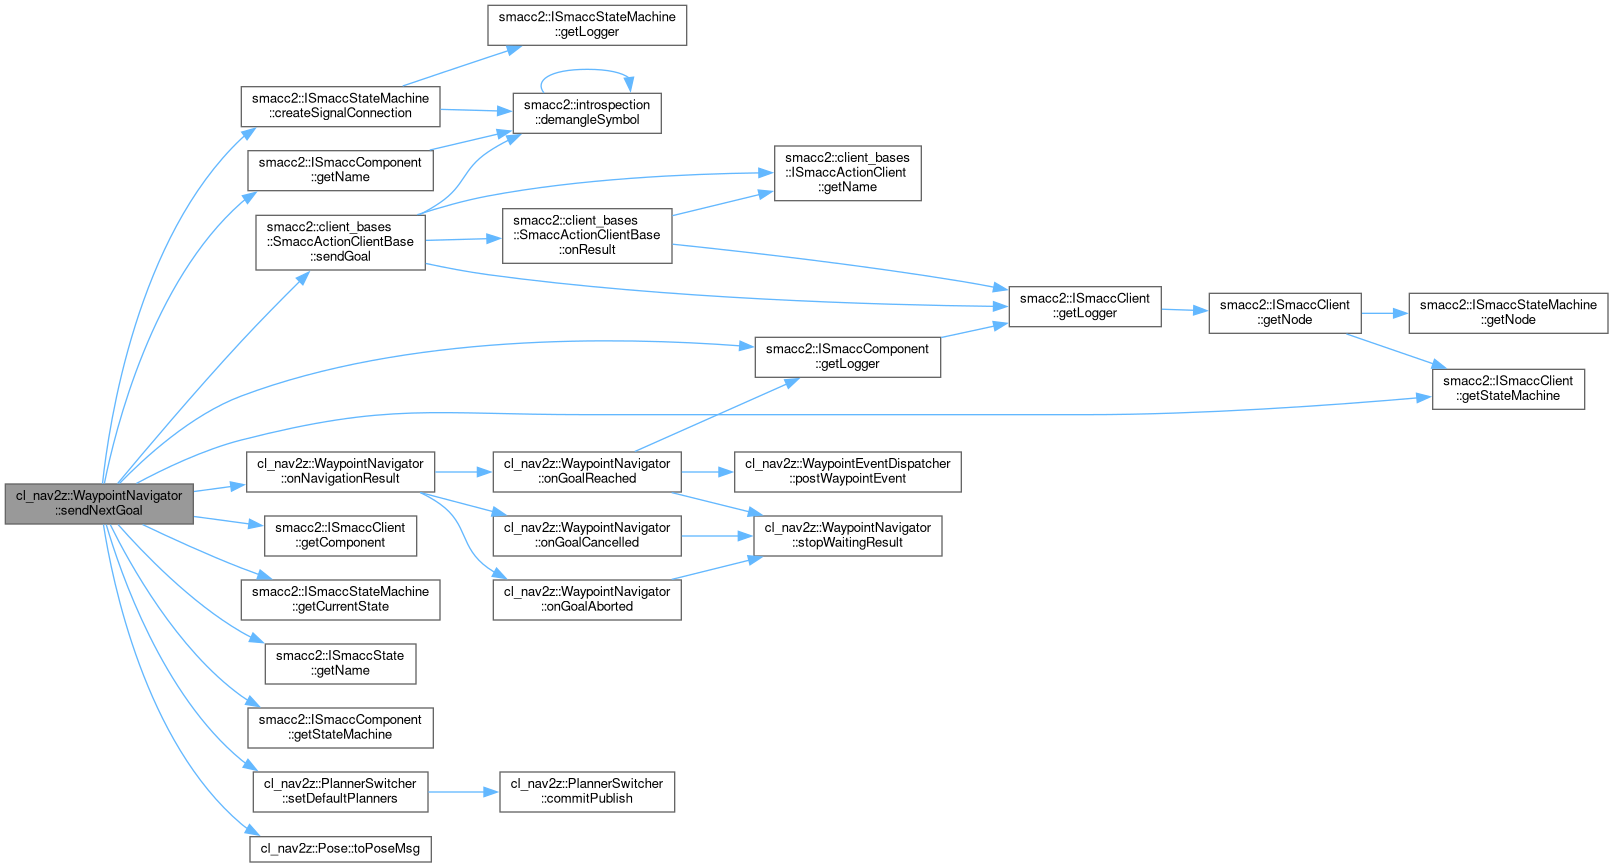 smacc2::ISmaccStateMachine
::getLogger
smacc2::ISmaccStateMachine
::createSignalConnection
smacc2::introspection
::demangleSymbol
smacc2::ISmaccComponent
::getName
smacc2::client_bases
::ISmaccActionClient
::getName
smacc2::client_bases
::SmaccActionClientBase
::sendGoal
smacc2::client_bases
::SmaccActionClientBase
::onResult
smacc2::ISmaccClient
::getLogger
smacc2::ISmaccClient
::getNode
smacc2::ISmaccStateMachine
::getNode
smacc2::ISmaccComponent
::getLogger
smacc2::ISmaccClient
::getStateMachine
cl_nav2z::WaypointNavigator
::sendNextGoal
cl_nav2z::WaypointNavigator
::onNavigationResult
cl_nav2z::WaypointNavigator
::onGoalReached
cl_nav2z::WaypointEventDispatcher
::postWaypointEvent
smacc2::ISmaccClient
::getComponent
cl_nav2z::WaypointNavigator
::onGoalCancelled
cl_nav2z::WaypointNavigator
::stopWaitingResult
smacc2::ISmaccStateMachine
::getCurrentState
cl_nav2z::WaypointNavigator
::onGoalAborted
smacc2::ISmaccState
::getName
smacc2::ISmaccComponent
::getStateMachine
cl_nav2z::PlannerSwitcher
::setDefaultPlanners
cl_nav2z::PlannerSwitcher
::commitPublish
cl_nav2z::Pose::toPoseMsg